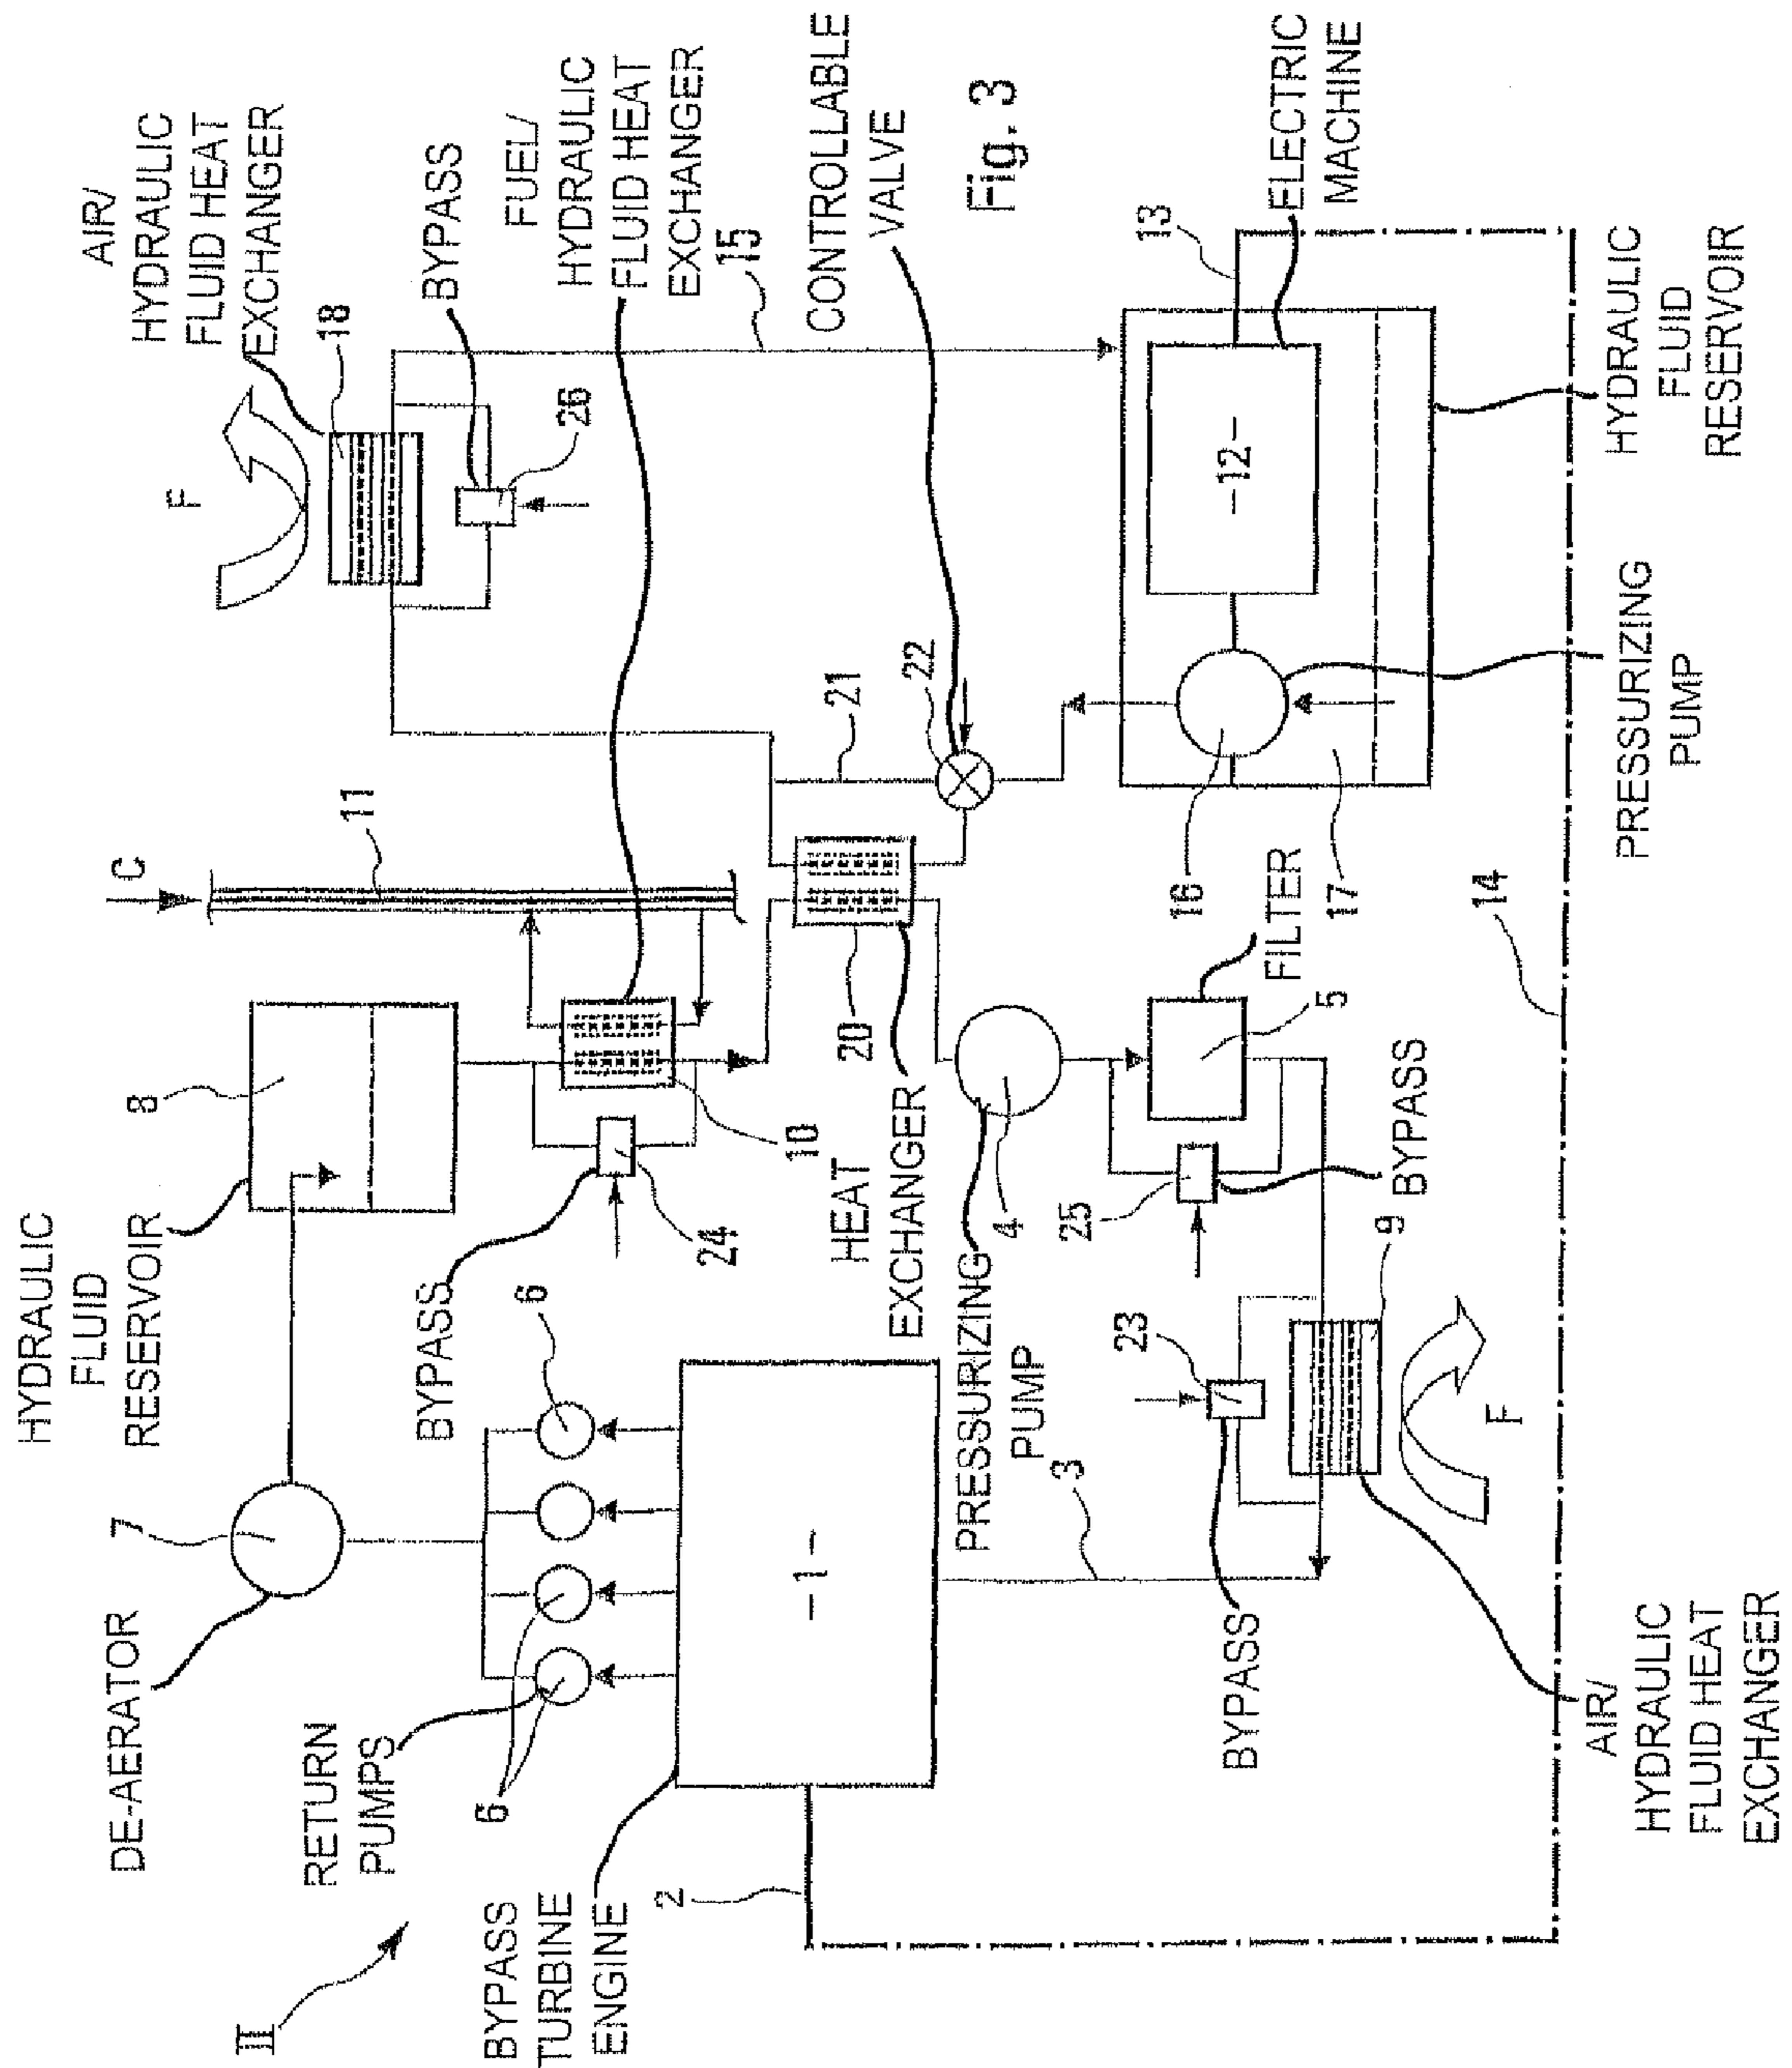 III
DE-AERATOR
7
HYDRAULIC
FLUID
RESERVOIR
8
C
11
AIR/
HYDRAULIC
FLUID HEAT
EXCHANGER
F
18
BYPASS
26
FUEL/
HYDRAULIC
FLUID HEAT
EXCHANGER
15
RETURN
PUMPS
6
6
6
BYPASS
24
10
BYPASS
TURBINE
ENGINE
2
-1-
HEAT
EXCHANGER
20
21
22
CONTROLLABLE
VALVE
Fig. 3
PRESSURIZING
PUMP
4
3
FILTER
5
25
BYPASS
23
BYPASS
9
F
AIR/
HYDRAULIC
FLUID HEAT
EXCHANGER
16
17
-12-
13
ELECTRIC
MACHINE
14
PRESSURIZING
PUMP
HYDRAULIC
FLUID
RESERVOIR